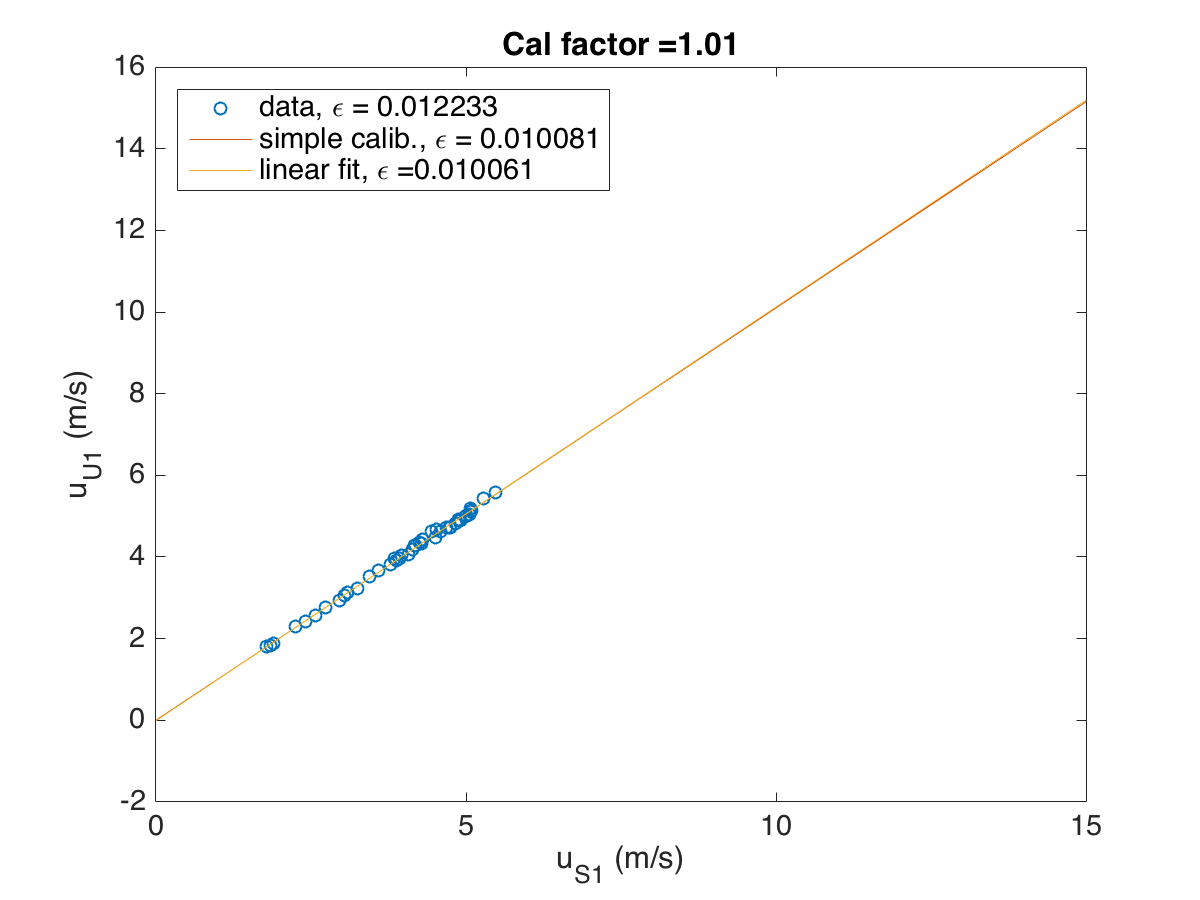 Cal factor =1.01
16
14
12
10
8
6
4
2
0
-2
data, ϵ = 0.012233
simple calib., ϵ = 0.010081
linear fit, ϵ =0.010061
u_U1 (m/s)
0 5 10 15
u_S1 (m/s)